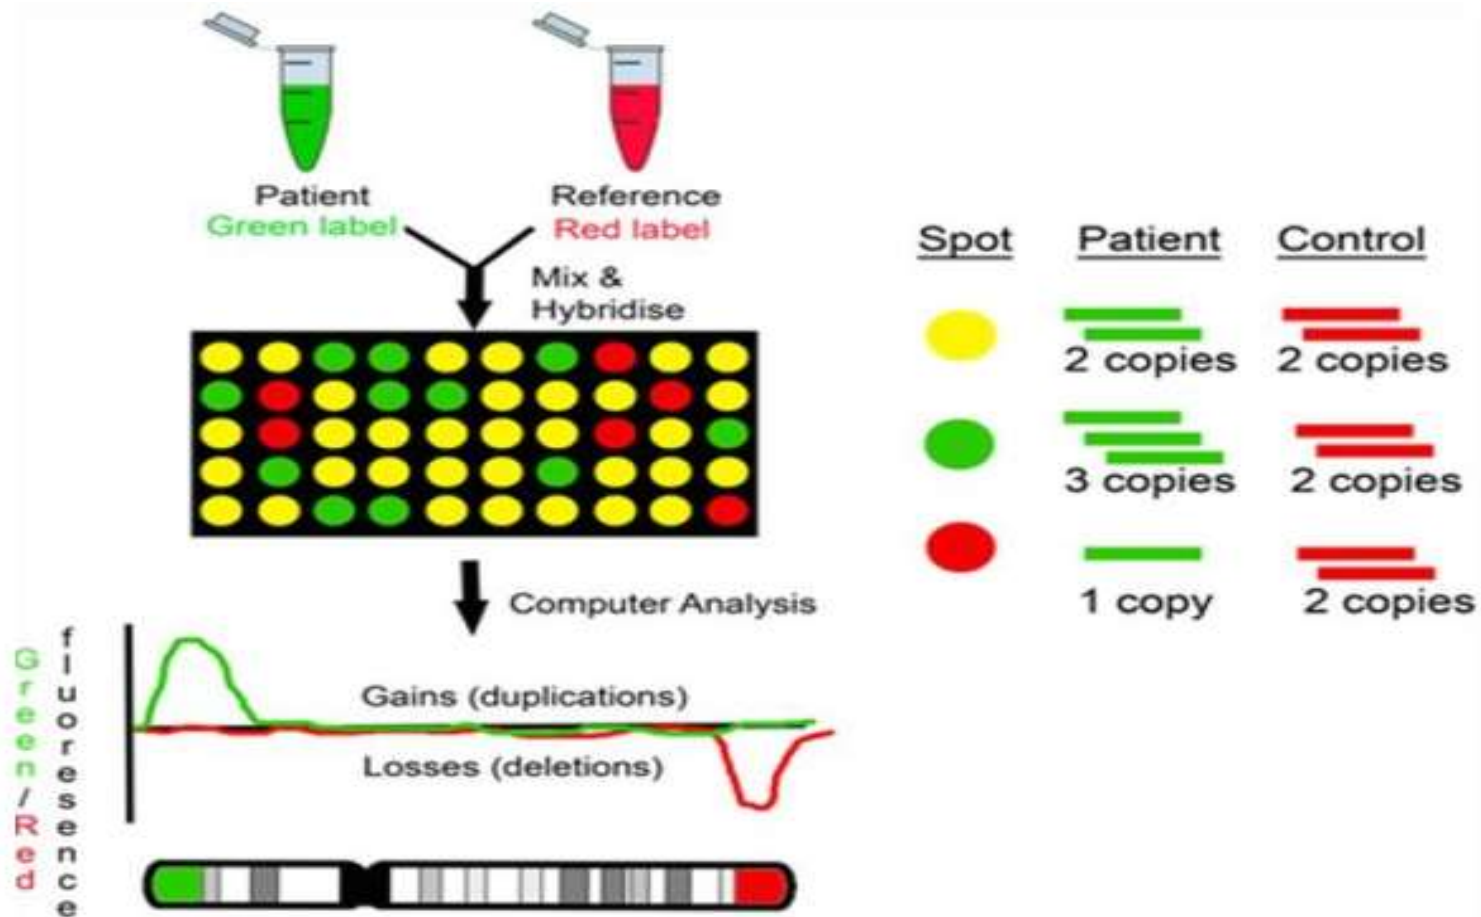 Patient
Green label
Reference
Red label
Mix &
Hybridise
Spot
Patient
Control
2 copies
2 copies
3 copies
2 copies
1 copy
2 copies
Computer Analysis
Green/Red
fluoresence
Gains (duplications)
Losses (deletions)